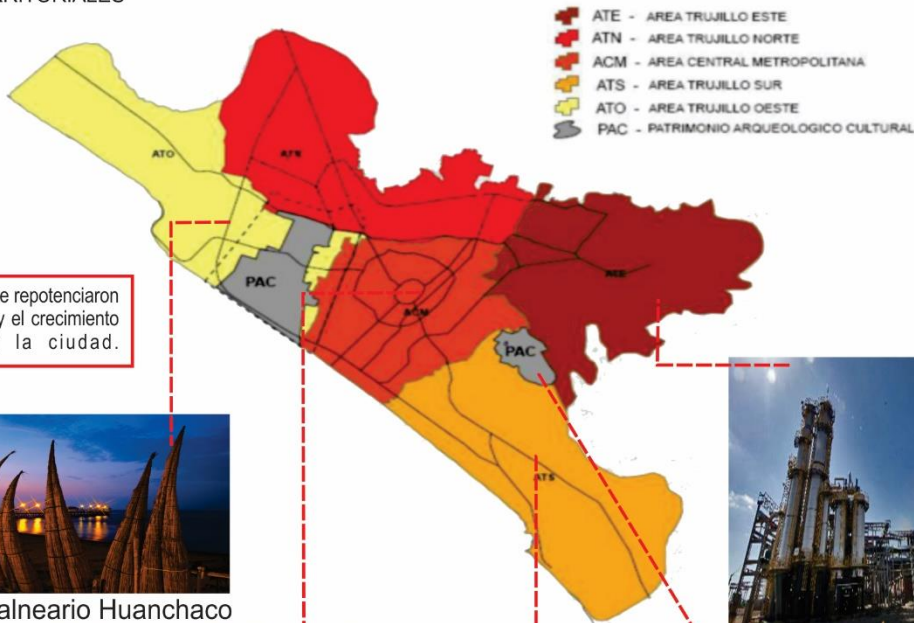 ATE - AREA TRUJILLO ESTE
ATN - AREA TRUJILLO NORTE
ACM - AREA CENTRAL METROPOLITANA
ATS - AREA TRUJILLO SUR
ATO - AREA TRUJILLO OESTE
PAC - PATRIMONIO ARQUEOLOGICO CULTURAL
ATO
ATN
PAC
ATE
ACM
PAC
ATS
e repotenciaron
y el crecimiento
la ciudad.
alneario Huanchaco